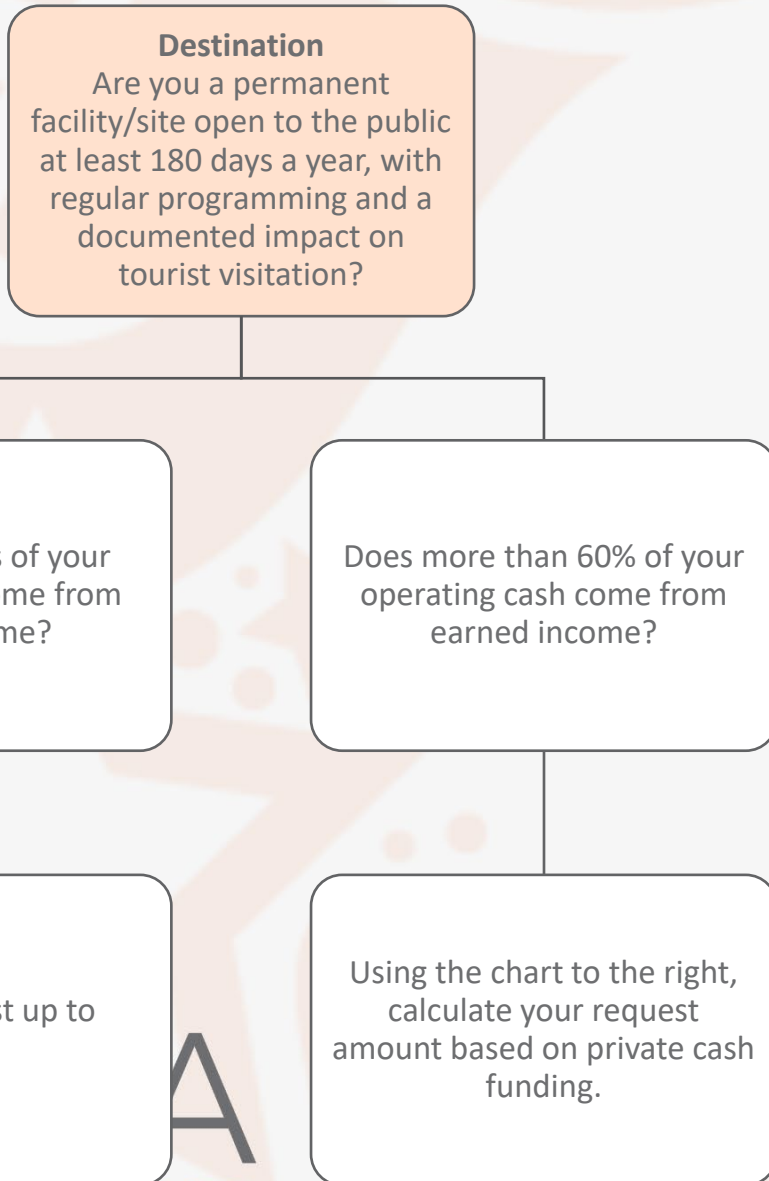 Destination
Are you a permanent
facility/site open to the public
at least 180 days a year, with
regular programming and a
documented impact on
tourist visitation?
of your
from
Does more than 60% of your
operating cash come from
earned income?
up to
Using the chart to the right,
calculate your request
amount based on private cash
funding.
A